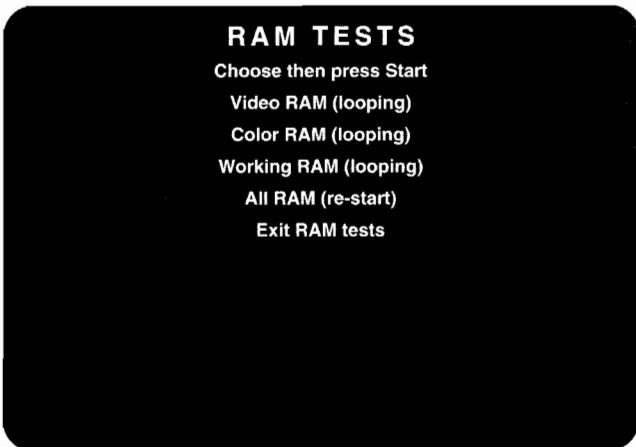 RAM TESTS
Choose then press Start
Video RAM (looping)
Color RAM (looping)
Working RAM (looping)
All RAM (re-start)
Exit RAM tests